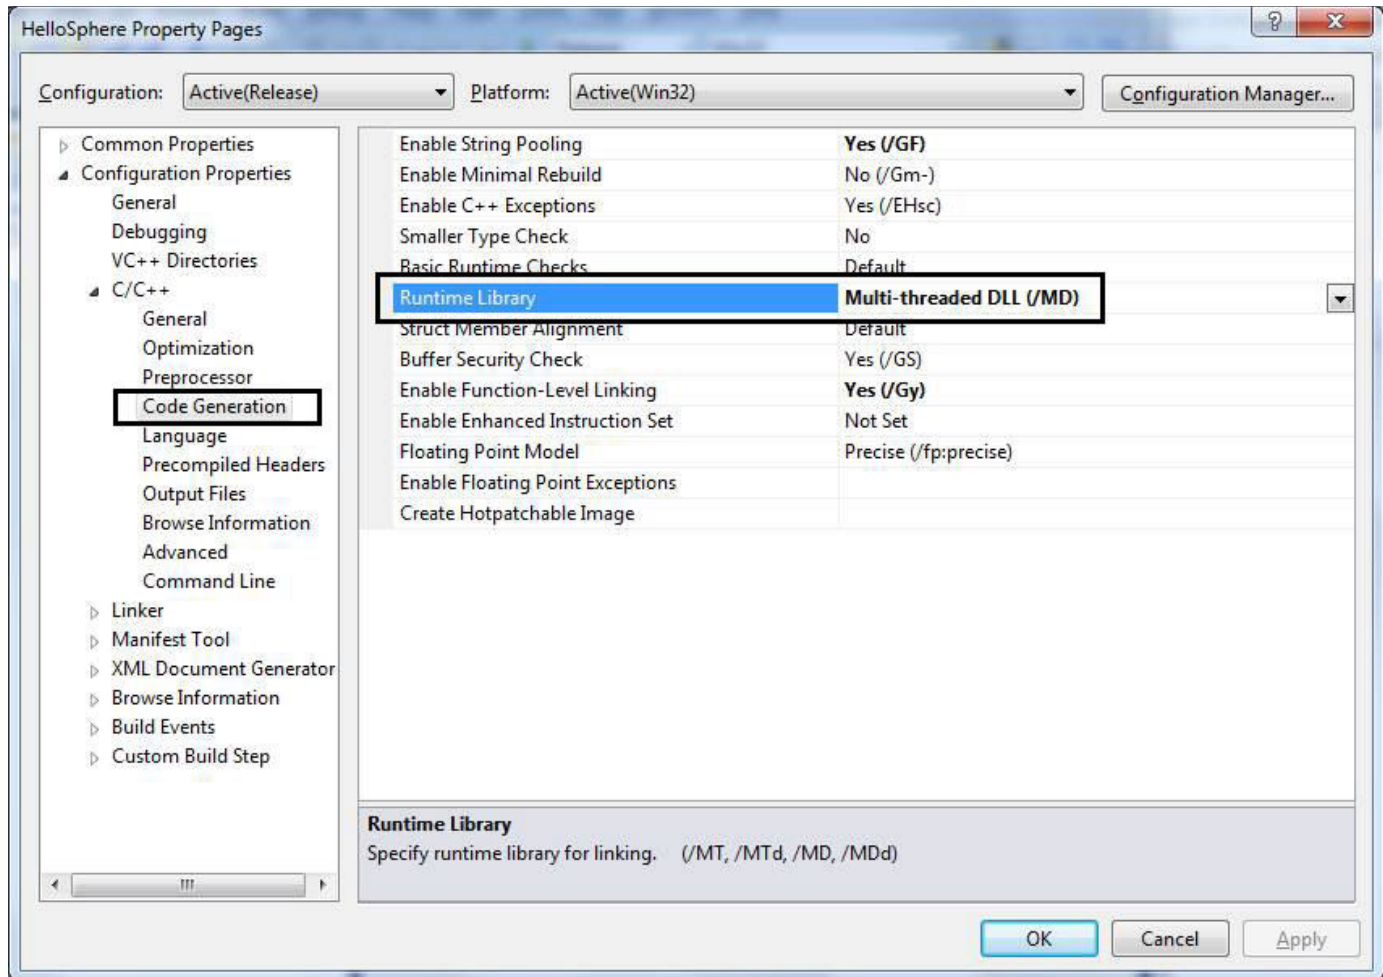 HelloSphere Property Pages
Configuration: Active(Release) Platform: Active(Win32) Configuration Manager...
Common Properties
Configuration Properties
General
Debugging
VC++ Directories
C/C++
General
Optimization
Preprocessor
Code Generation
Language
Precompiled Headers
Output Files
Browse Information
Advanced
Command Line
Linker
Manifest Tool
XML Document Generator
Browse Information
Build Events
Custom Build Step
Enable String Pooling Yes (/GF)
Enable Minimal Rebuild No (/Gm-)
Enable C++ Exceptions Yes (/EHsc)
Smaller Type Check No
Basic Runtime Checks Default
Runtime Library Multi-threaded DLL (/MD)
Struct Member Alignment Default
Buffer Security Check Yes (/GS)
Enable Function-Level Linking Yes (/Gy)
Enable Enhanced Instruction Set Not Set
Floating Point Model Precise (/fp:precise)
Enable Floating Point Exceptions
Create Hotpatchable Image
Runtime Library
Specify runtime library for linking. (/MT, /MTd, /MD, /MDd)
OK Cancel Apply